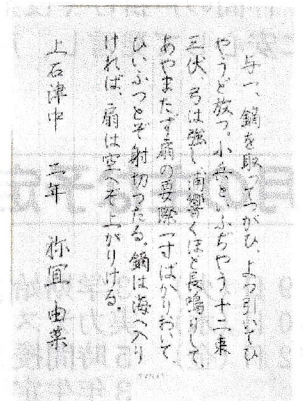 与一、鏑を取つてつがひ、よつ引いてひ
やうど放つ。小兵といふぢやう十二束
三伏、弓は強し、浦響くほど長鳴りして、
あやまたず扇の要際一寸ばかりおいて、
ひいふつとぞ射切つたる。鏑は海へ入り
ければ、扇は空へぞ上がりける。
上石津中 二年 祢宜 由菜